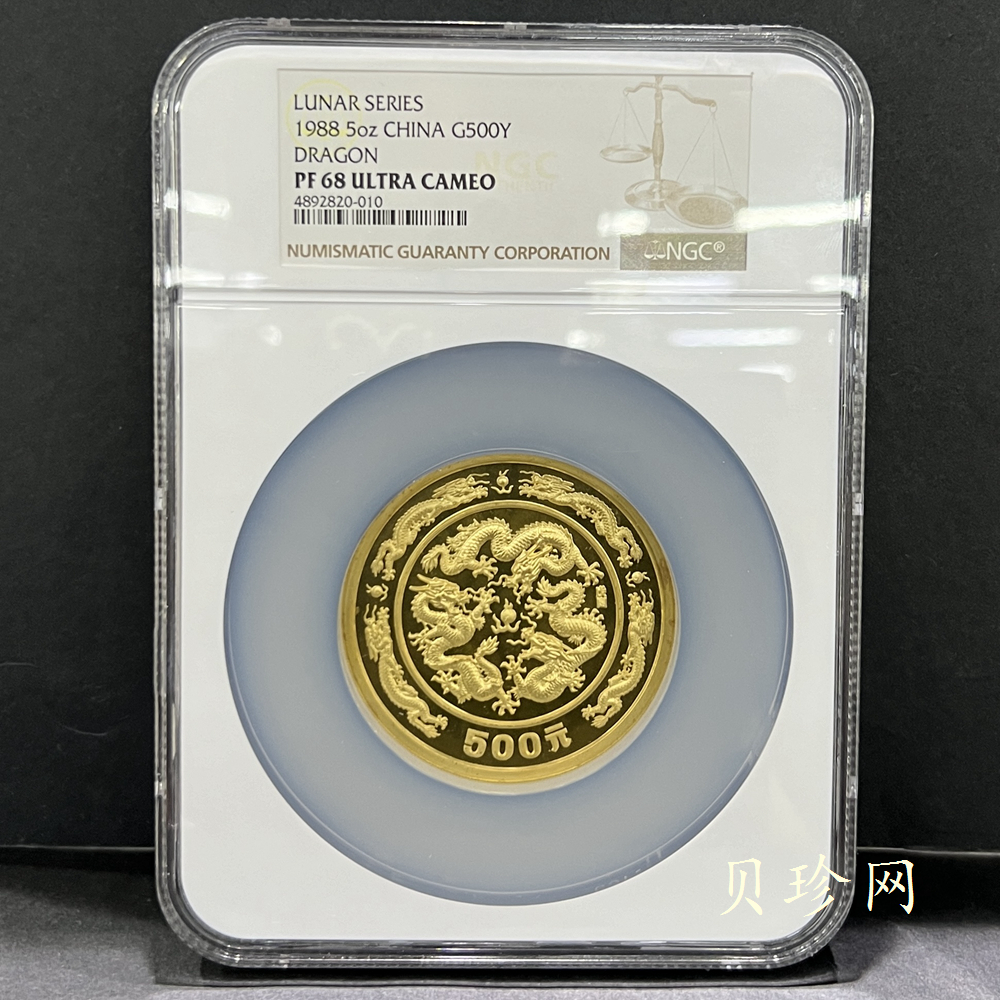 LUNAR SERIES
1988 5oz CHINA G500Y
DRAGON
PF 68 ULTRA CAMEO
4892820-010
NUMISMATIC GUARANTY CORPORATION
NGC®
NGC
500元
贝珍网